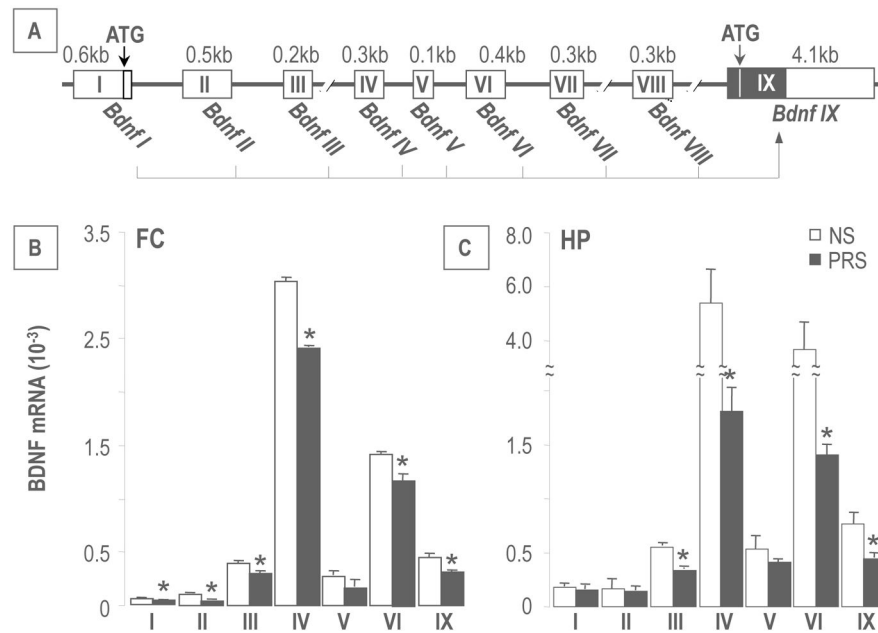 A
ATG
ATG
0.6kb 0.5kb 0.2kb 0.3kb 0.1kb 0.4kb 0.3kb 0.3kb 4.1kb
I II III IV V VI VII VIII IX
Bdnf I Bdnf II Bdnf III Bdnf IV Bdnf V Bdnf VI Bdnf VII Bdnf VIII Bdnf IX
B
FC
BDNF mRNA (10-3)
3.5
2.5
1.5
0.5
0
* * * * * *
I II III IV V VI IX
C
HP
NS
PRS
8.0
6.0
4.0
≈ ≈ ≈ ≈ ≈
1.5
0.5
0
* * * *
I II III IV V VI IX